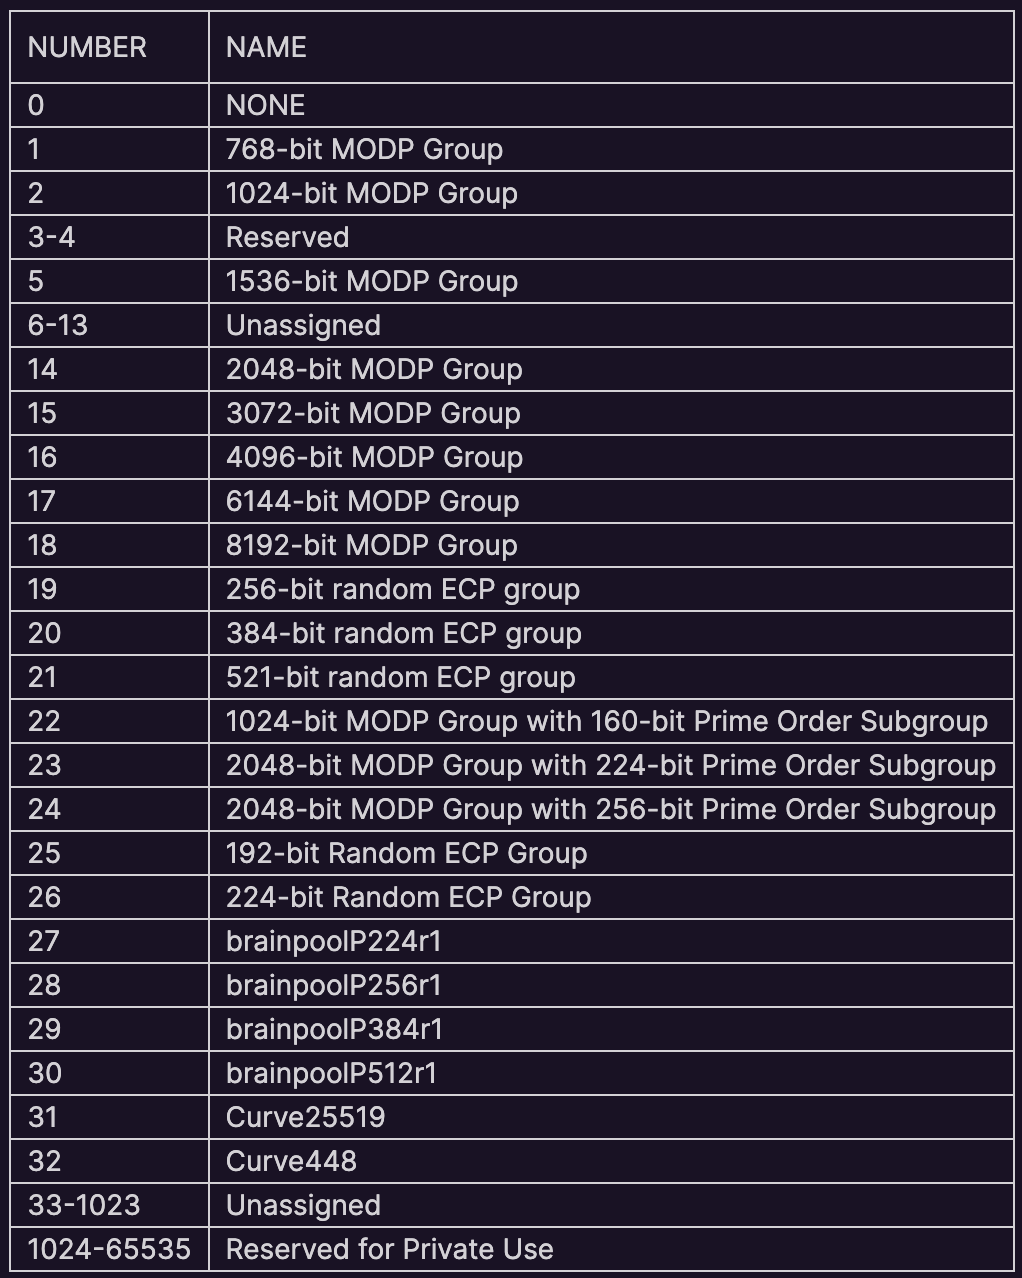 NUMBER NAME
0 NONE
1 768-bit MODP Group
2 1024-bit MODP Group
3-4 Reserved
5 1536-bit MODP Group
6-13 Unassigned
14 2048-bit MODP Group
15 3072-bit MODP Group
16 4096-bit MODP Group
17 6144-bit MODP Group
18 8192-bit MODP Group
19 256-bit random ECP group
20 384-bit random ECP group
21 521-bit random ECP group
22 1024-bit MODP Group with 160-bit Prime Order Subgroup
23 2048-bit MODP Group with 224-bit Prime Order Subgroup
24 2048-bit MODP Group with 256-bit Prime Order Subgroup
25 192-bit Random ECP Group
26 224-bit Random ECP Group
27 brainpoolP224r1
28 brainpoolP256r1
29 brainpoolP384r1
30 brainpoolP512r1
31 Curve25519
32 Curve448
33-1023 Unassigned
1024-65535 Reserved for Private Use